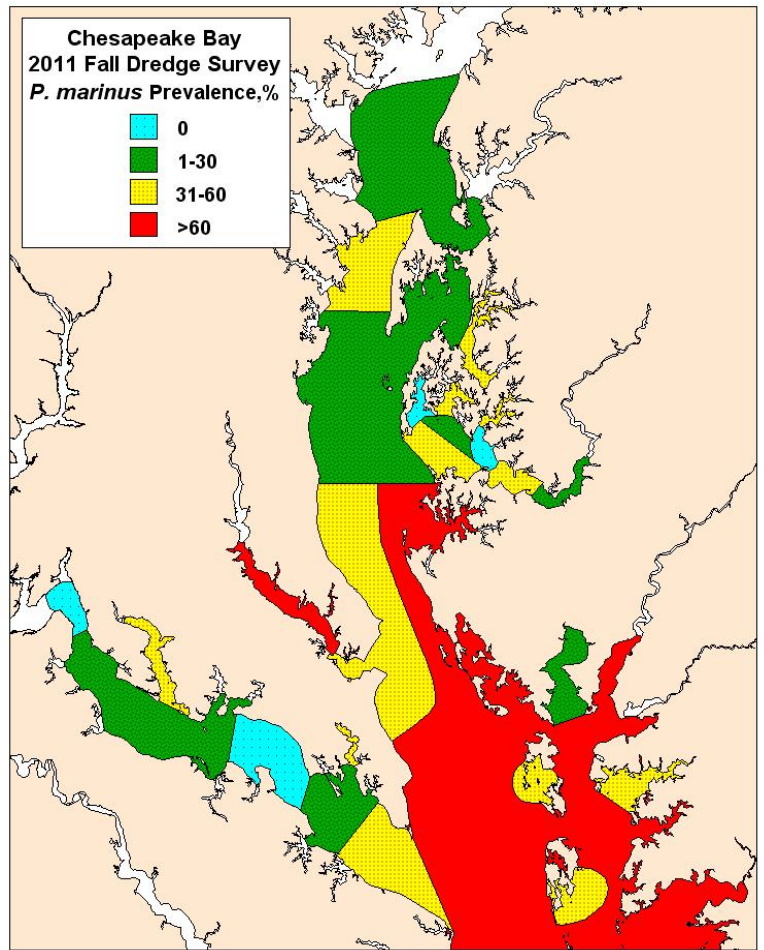 Chesapeake Bay
2011 Fall Dredge Survey
P. marinus Prevalence,%
0
1-30
31-60
>60